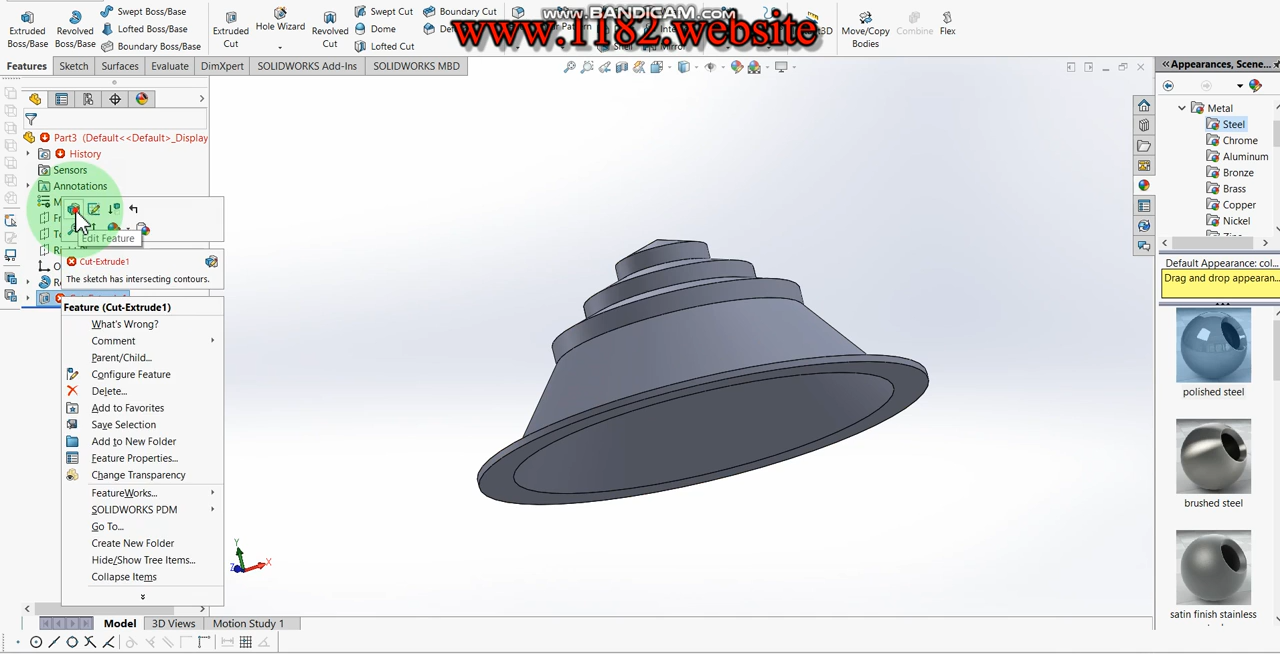 www.BANDICAM.com
www.1182.website
Extruded Boss/Base
Revolved Boss/Base
Swept Boss/Base
Lofted Boss/Base
Boundary Boss/Base
Extruded Cut
Hole Wizard
Revolved Cut
Swept Cut
Dome
Lofted Cut
Boundary Cut
Mirror
Move/Copy Bodies
Combine
Flex
Features
Sketch
Surfaces
Evaluate
DimXpert
SOLIDWORKS Add-Ins
SOLIDWORKS MBD
Part3 (Default<<Default>_Display
History
Sensors
Annotations
Edit Feature
Cut-Extrude1
The sketch has intersecting contours.
Feature (Cut-Extrude1)
What's Wrong?
Comment
Parent/Child...
Configure Feature
Delete...
Add to Favorites
Save Selection
Add to New Folder
Feature Properties...
Change Transparency
FeatureWorks...
SOLIDWORKS PDM
Go To...
Create New Folder
Hide/Show Tree Items...
Collapse Items
Y
X
Z
Model
3D Views
Motion Study 1
Appearances, Scene...
Metal
Steel
Chrome
Aluminum
Bronze
Brass
Copper
Nickel
Default Appearance: col...
Drag and drop appearan...
polished steel
brushed steel
satin finish stainless